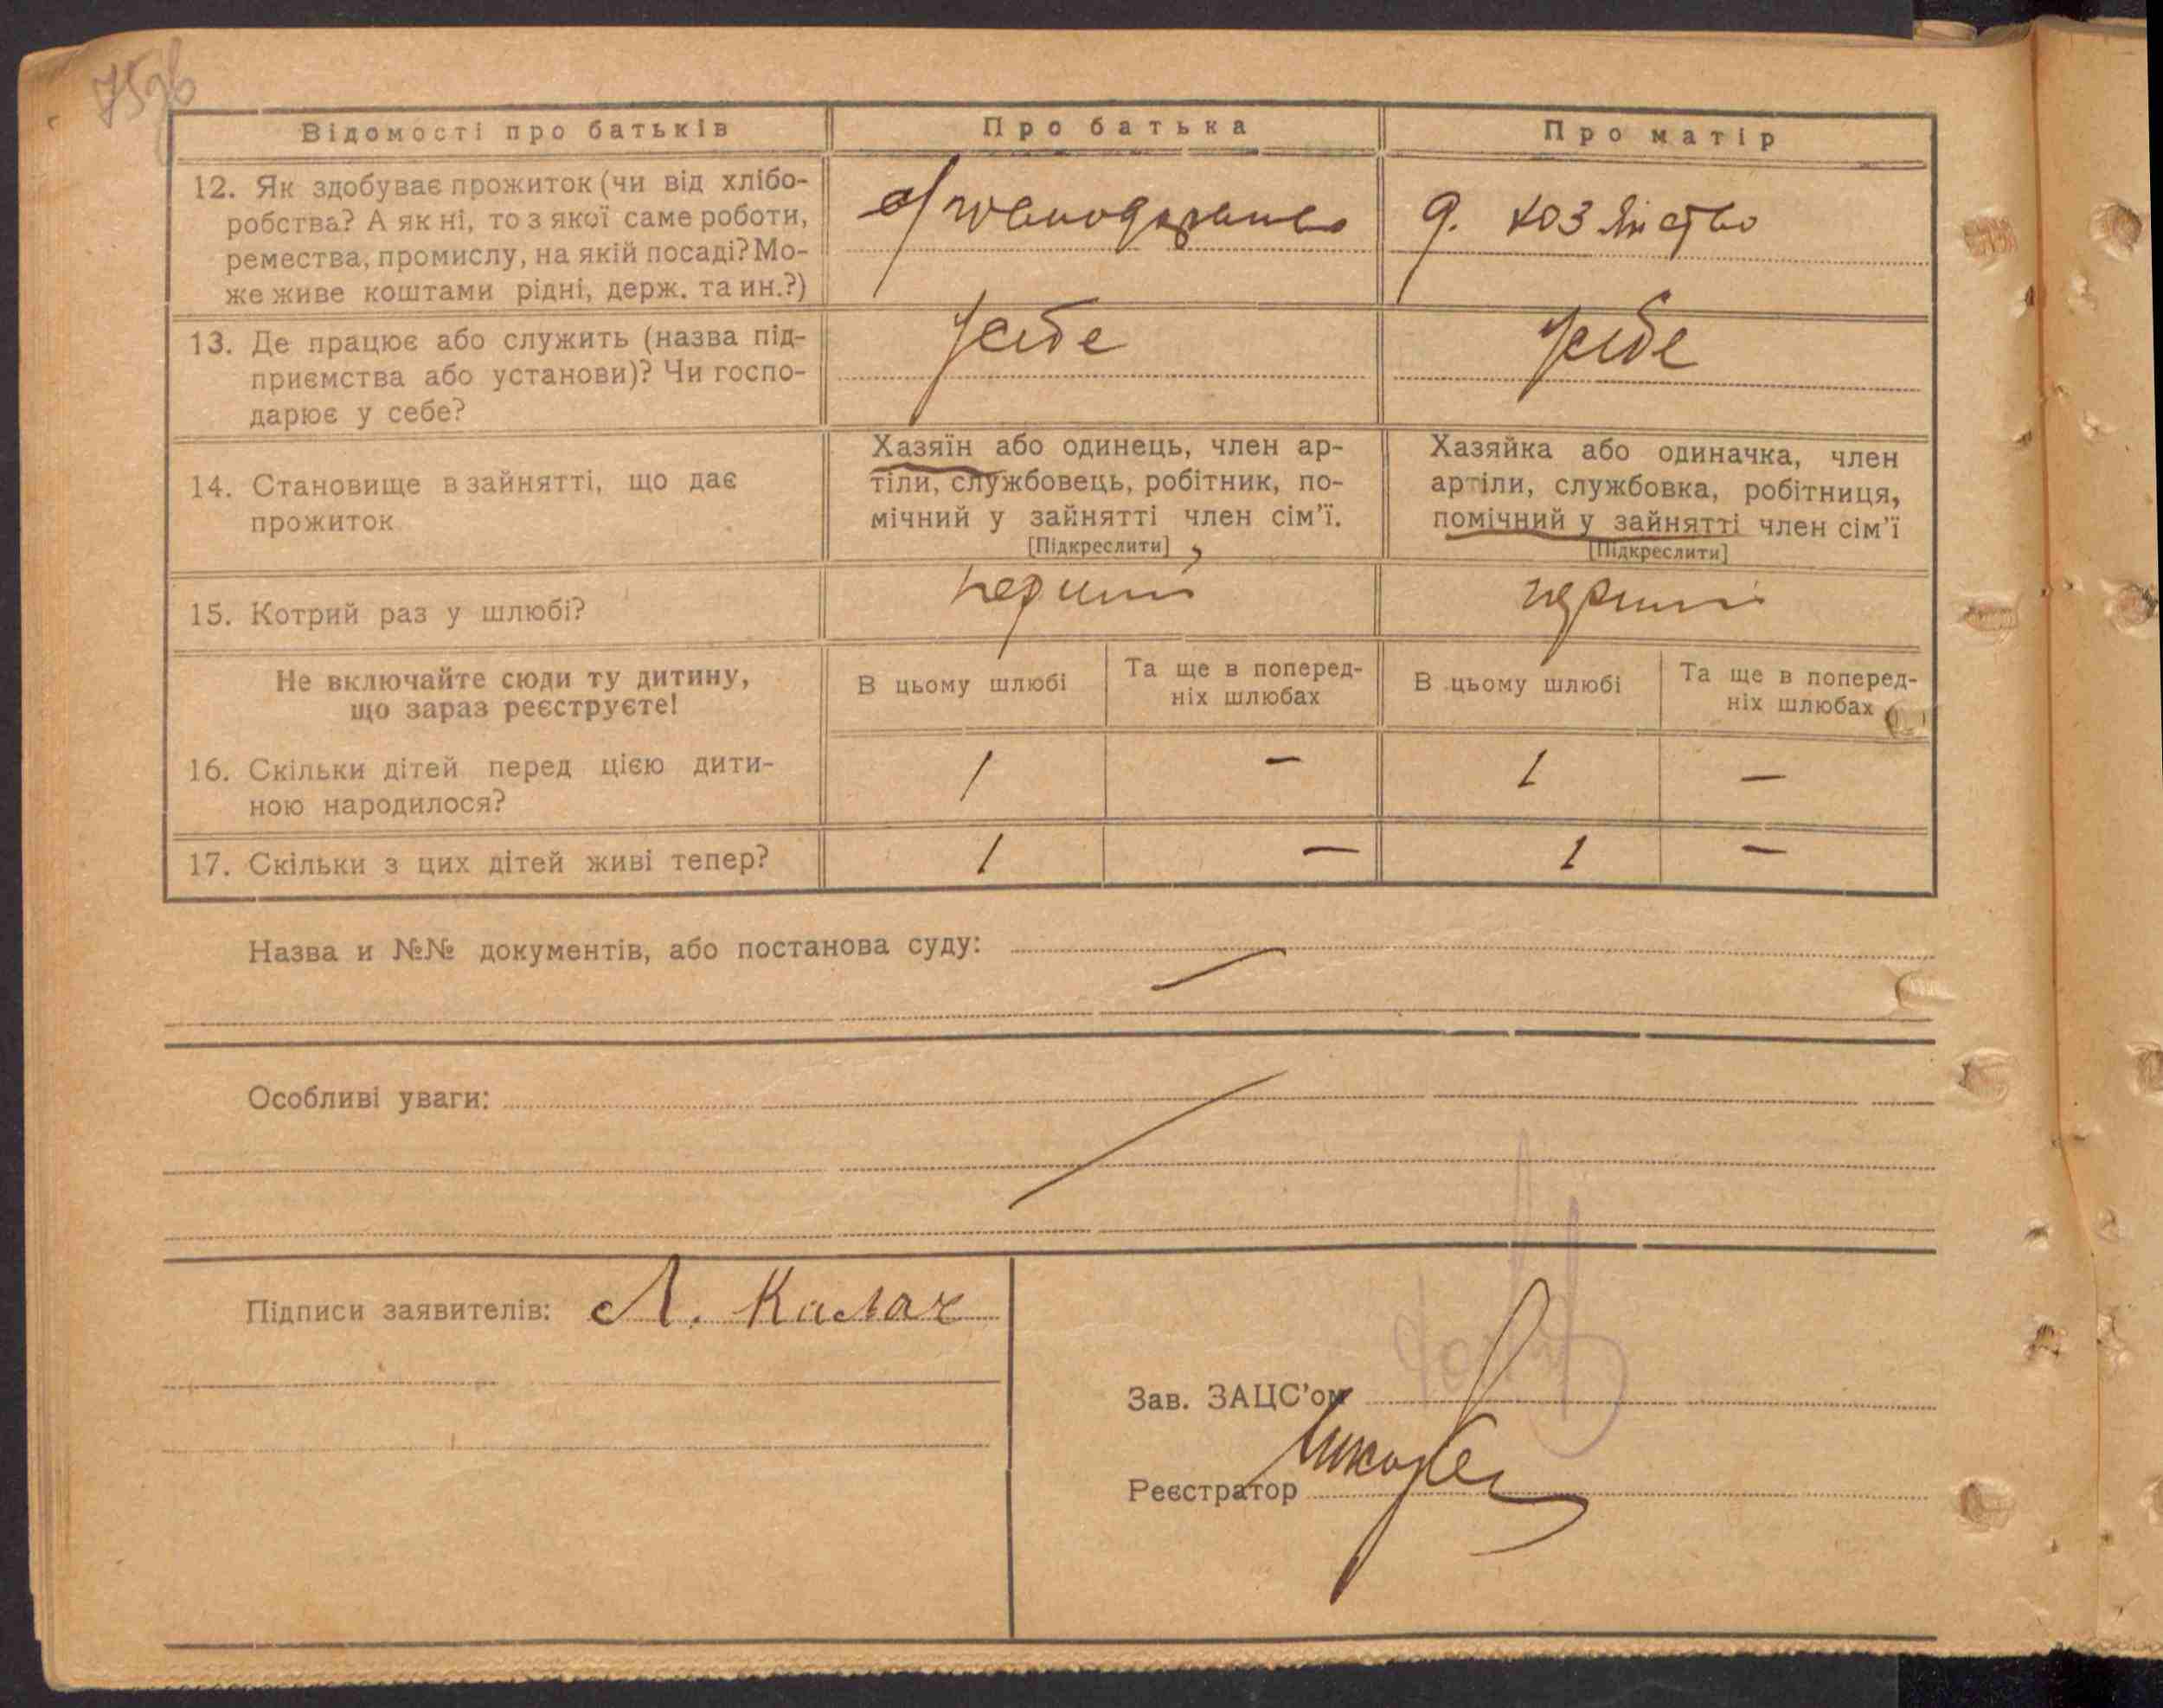 75зв
Відомості про батьків
Про батька
Про матір
12. Як здобуває прожиток (чи від хлібо-
робства? А як ні, то з якої саме роботи,
ремества, промислу, на якій посаді? Мо-
же живе коштами рідні, держ. та ин.?)
с/господарство
д. хозяйство
13. Де працює або служить (назва під-
приємства або установи)? Чи госпо-
дарює у себе?
у себе
у себе
14. Становище в зайнятті, що дає
прожиток
Хазяїн або одинець, член ар-
тіли, службовець, робітник, по-
мічний у зайнятті член сім'ї.
[Підкреслити]
Хазяйка або одиначка, член
артіли, службовка, робітниця,
помічний у зайнятті член сім'ї
[Підкреслити]
15. Котрий раз у шлюбі?
перший
перший
Не включайте сюди ту дитину,
що зараз реєструєте!
В цьому шлюбі
Та ще в поперед-
ніх шлюбах
В цьому шлюбі
Та ще в поперед-
ніх шлюбах
16. Скільки дітей перед цією дити-
ною народилося?
1
—
1
—
17. Скільки з цих дітей живі тепер?
1
—
1
—
Назва и №№ документів, або постанова суду: —
Особливі уваги:
Підписи заявителів: Л. Калач
Зав. ЗАЦС'ом
Реєстратор